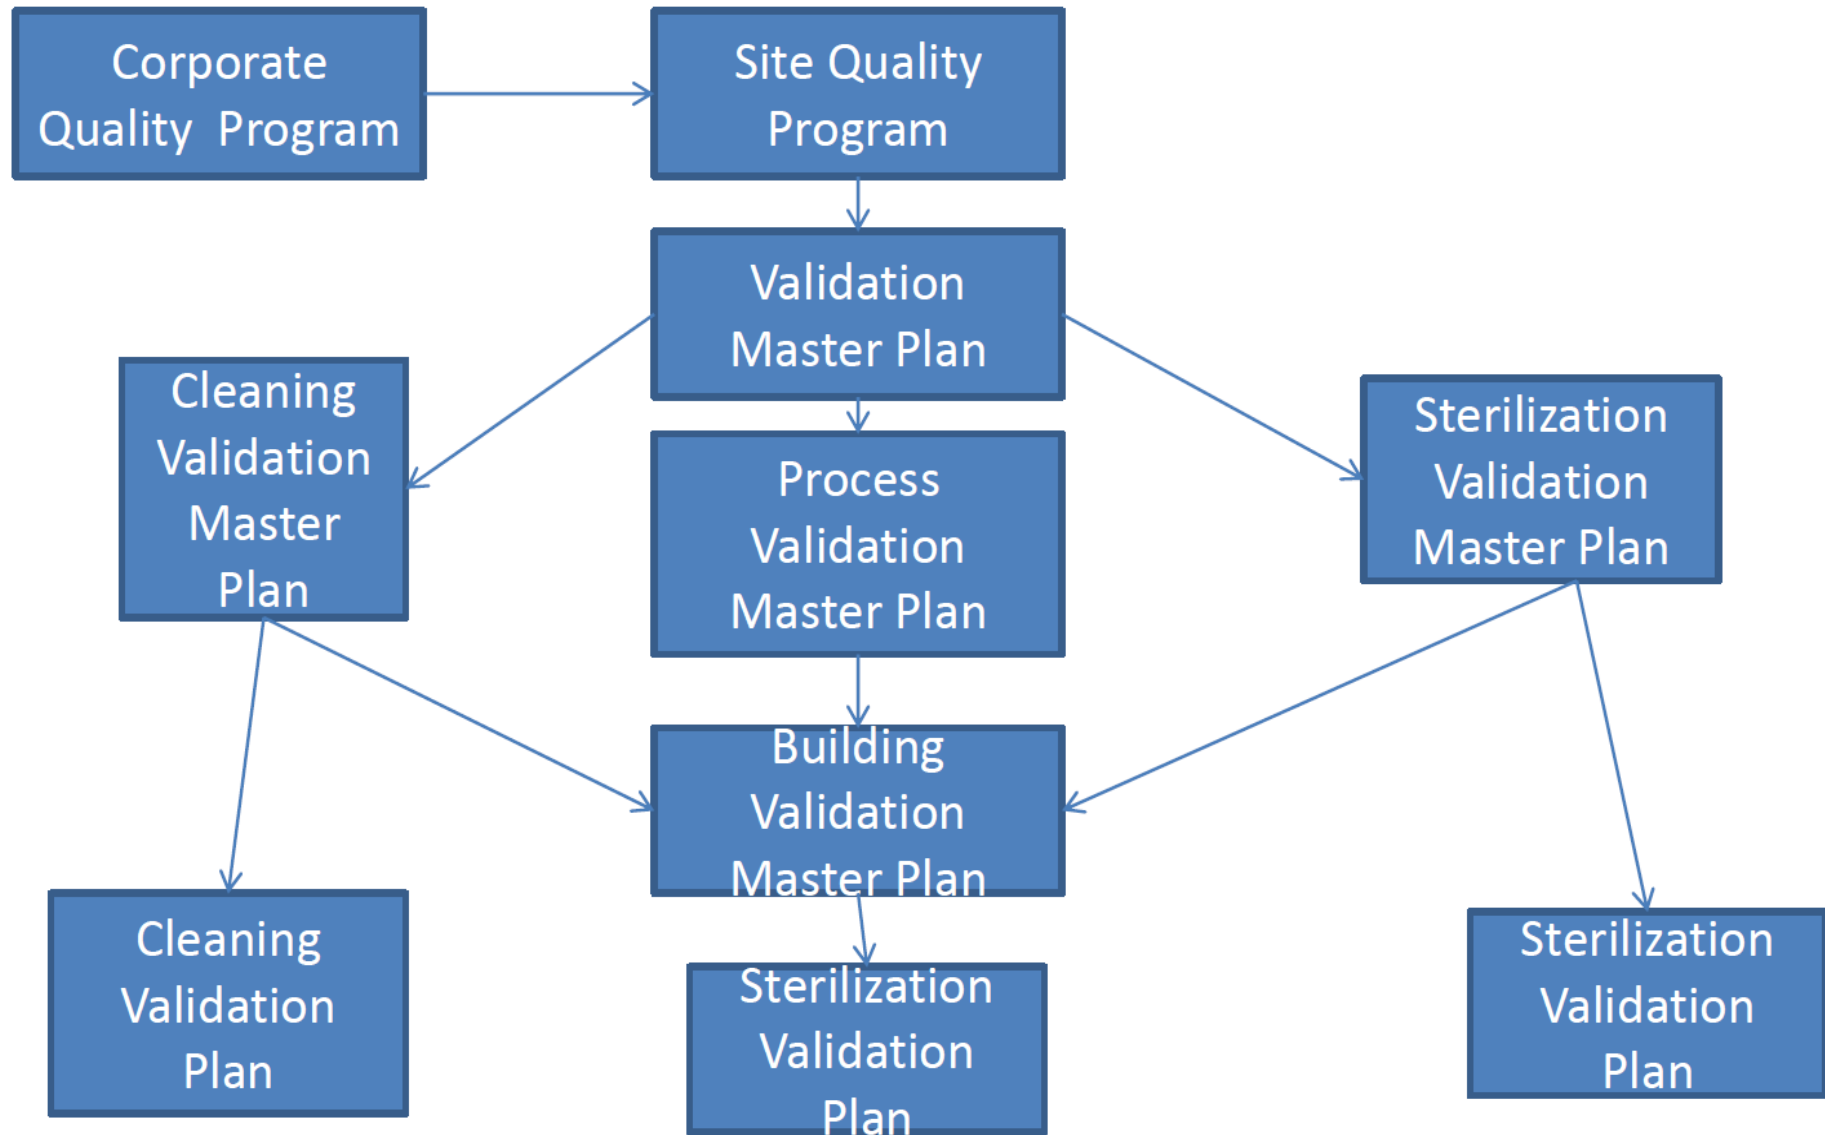 Corporate
Quality  Program
Site Quality
Program
Validation
Master Plan
Cleaning
Validation
Master
Plan
Process
Validation
Master Plan
Sterilization
Validation
Master Plan
Building
Validation
Master Plan
Cleaning
Validation
Plan
Sterilization
Validation
Plan
Sterilization
Validation
Plan